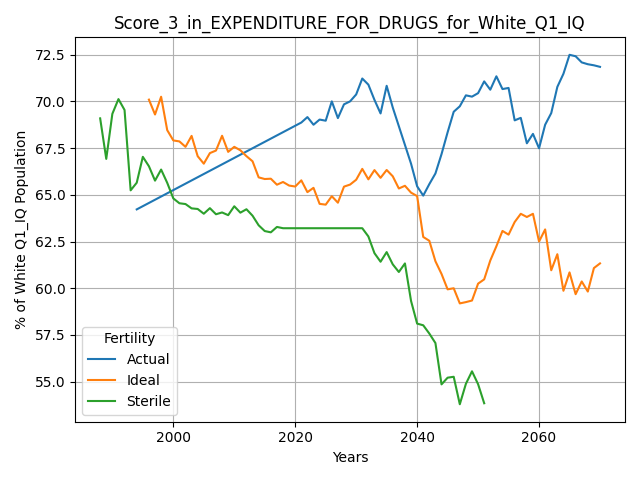 Score_3_in_EXPENDITURE_FOR_DRUGS_for_White_Q1_IQ
72.5
70.0
67.5
65.0
62.5
60.0
57.5
55.0
% of White Q1_IQ Population
Fertility
Actual
Ideal
Sterile
2000
2020
2040
2060
Years